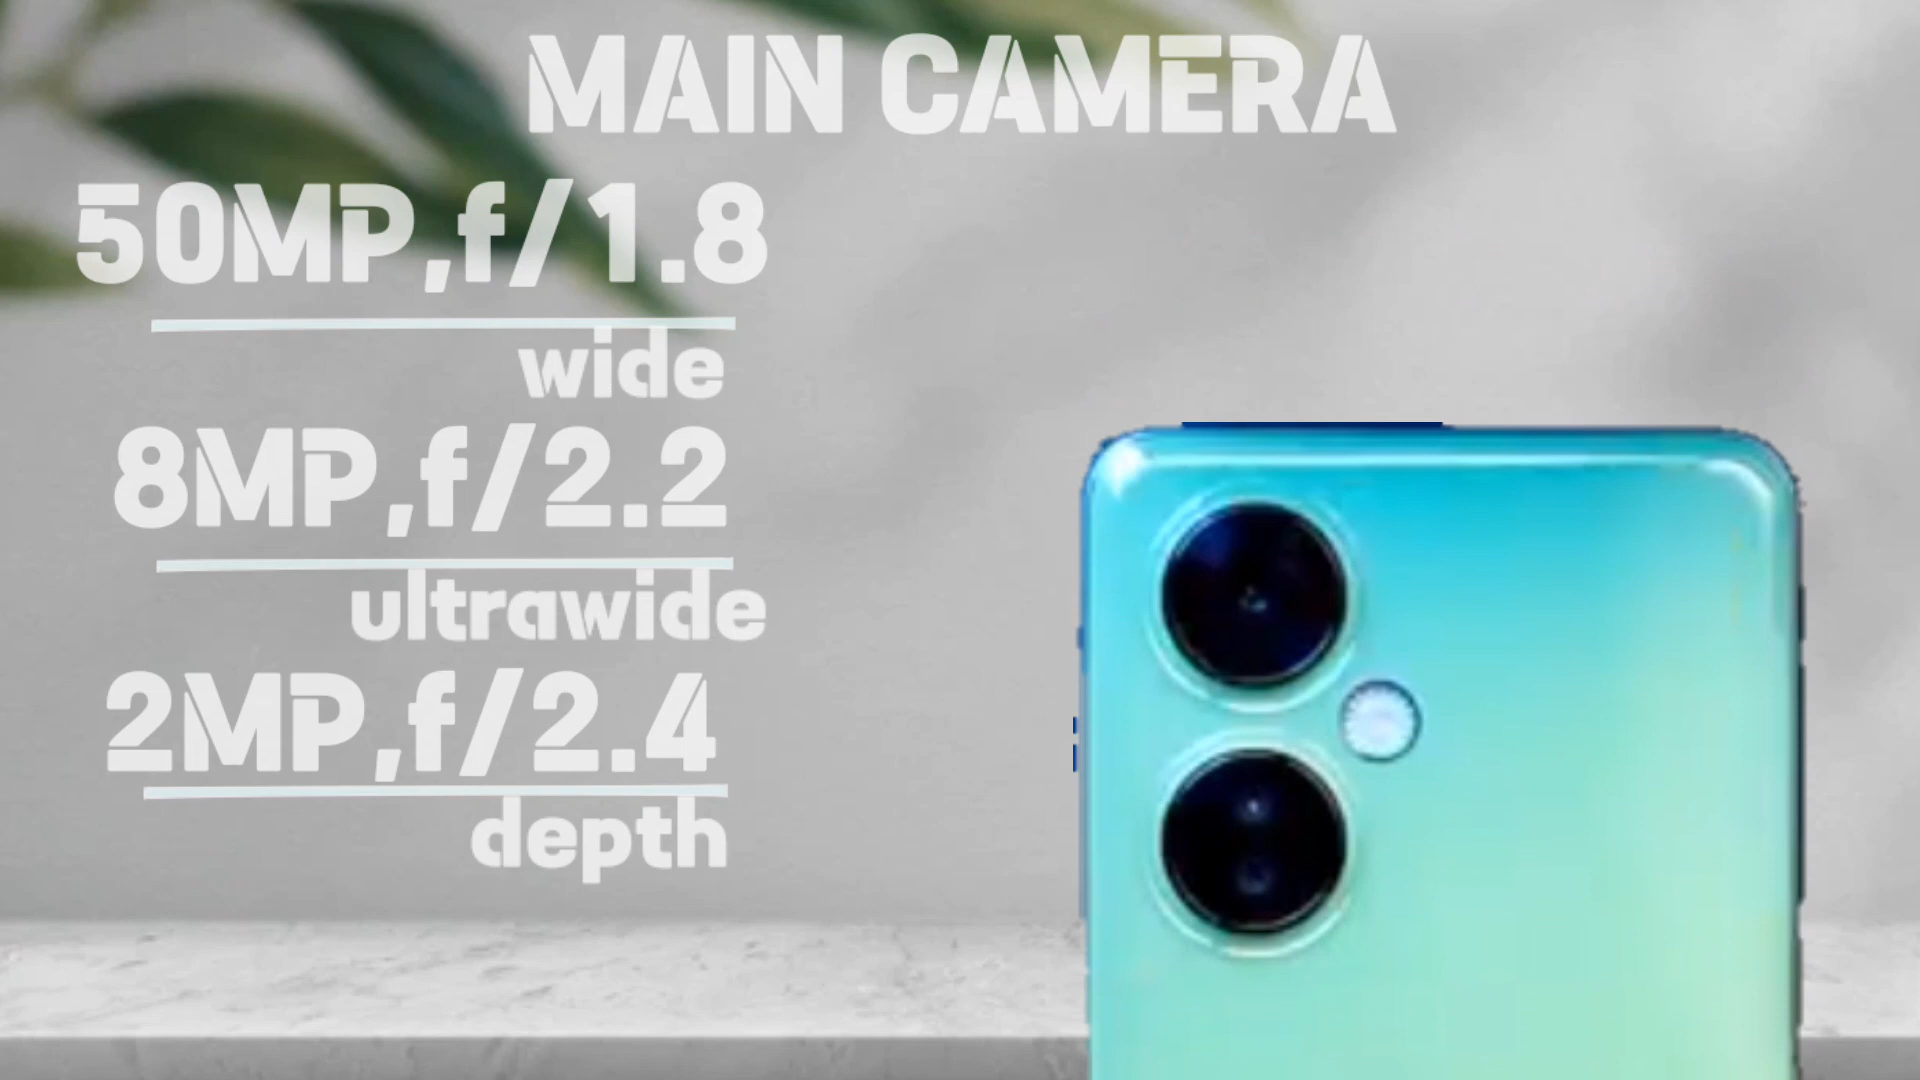 MAIN CAMERA
50MP,f/1.8
wide
8MP,f/2.2
ultrawide
2MP,f/2.4
depth